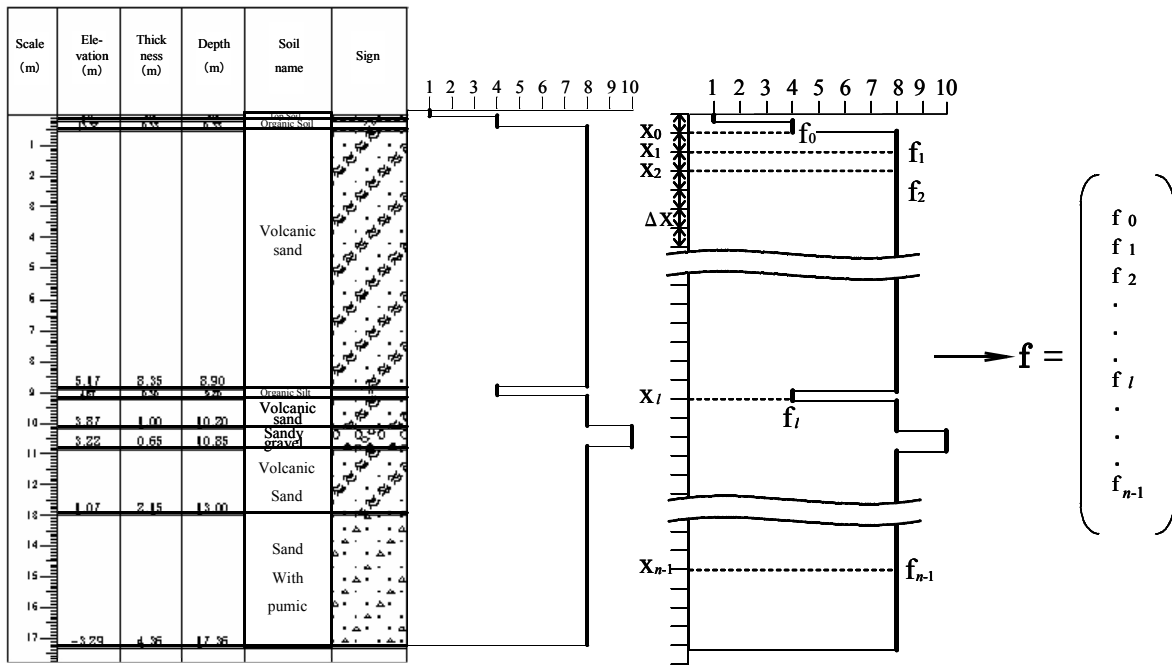 Scale
(m)
Ele-
vation
(m)
Thick
ness
(m)
Depth
(m)
Soil
name
Sign
1 2 3 4 5 6 7 8 9 10
1 2 3 4 5 6 7 8 9 10
Top Soil
Organic Soil
1
2
3
4
5
6
7
8
9
10
11
12
13
14
15
16
17
Volcanic
sand
5.17 8.35 8.90
Organic Silt
Volcanic
sand
3.87 1.00 10.20
Sandy
gravel
3.22 0.65 10.85
Volcanic
Sand
1.07 2.15 13.00
Sand
With
pumic
-3.29 4.36 17.36
X0
X1
X2
ΔX
Xl
Xn-1
f0
f1
f2
fl
fn-1
f =
f0
f1
f2
.
.
.
fl
.
.
.
fn-1